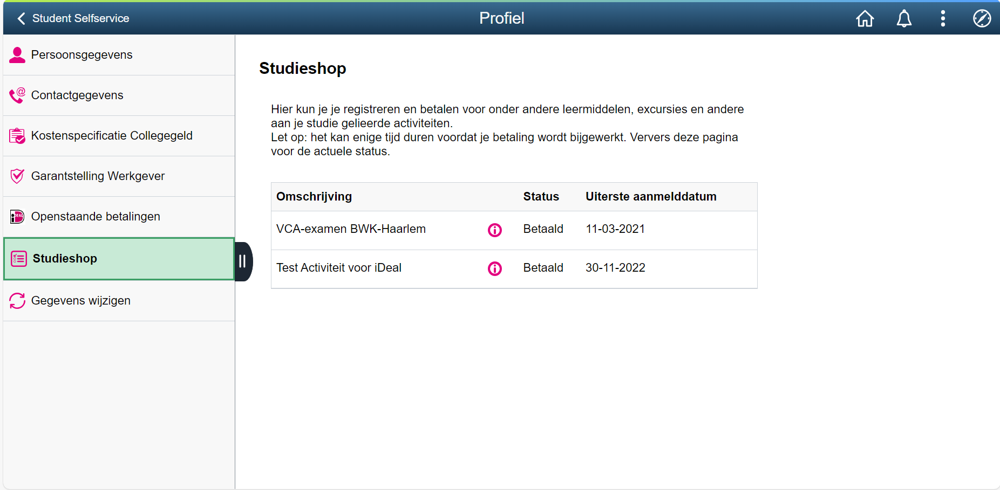 Student Selfservice
Profiel
Persoonsgegevens
Contactgegevens
Kostenspecificatie Collegegeld
Garantstelling Werkgever
iDEAL
Openstaande betalingen
Studieshop
Gegevens wijzigen
Studieshop
Hier kun je je registreren en betalen voor onder andere leermiddelen, excursies en andere
aan je studie gelieerde activiteiten.
Let op: het kan enige tijd duren voordat je betaling wordt bijgewerkt. Ververs deze pagina
voor de actuele status.
Omschrijving Status Uiterste aanmelddatum
VCA-examen BWK-Haarlem Betaald 11-03-2021
Test Activiteit voor iDeal Betaald 30-11-2022